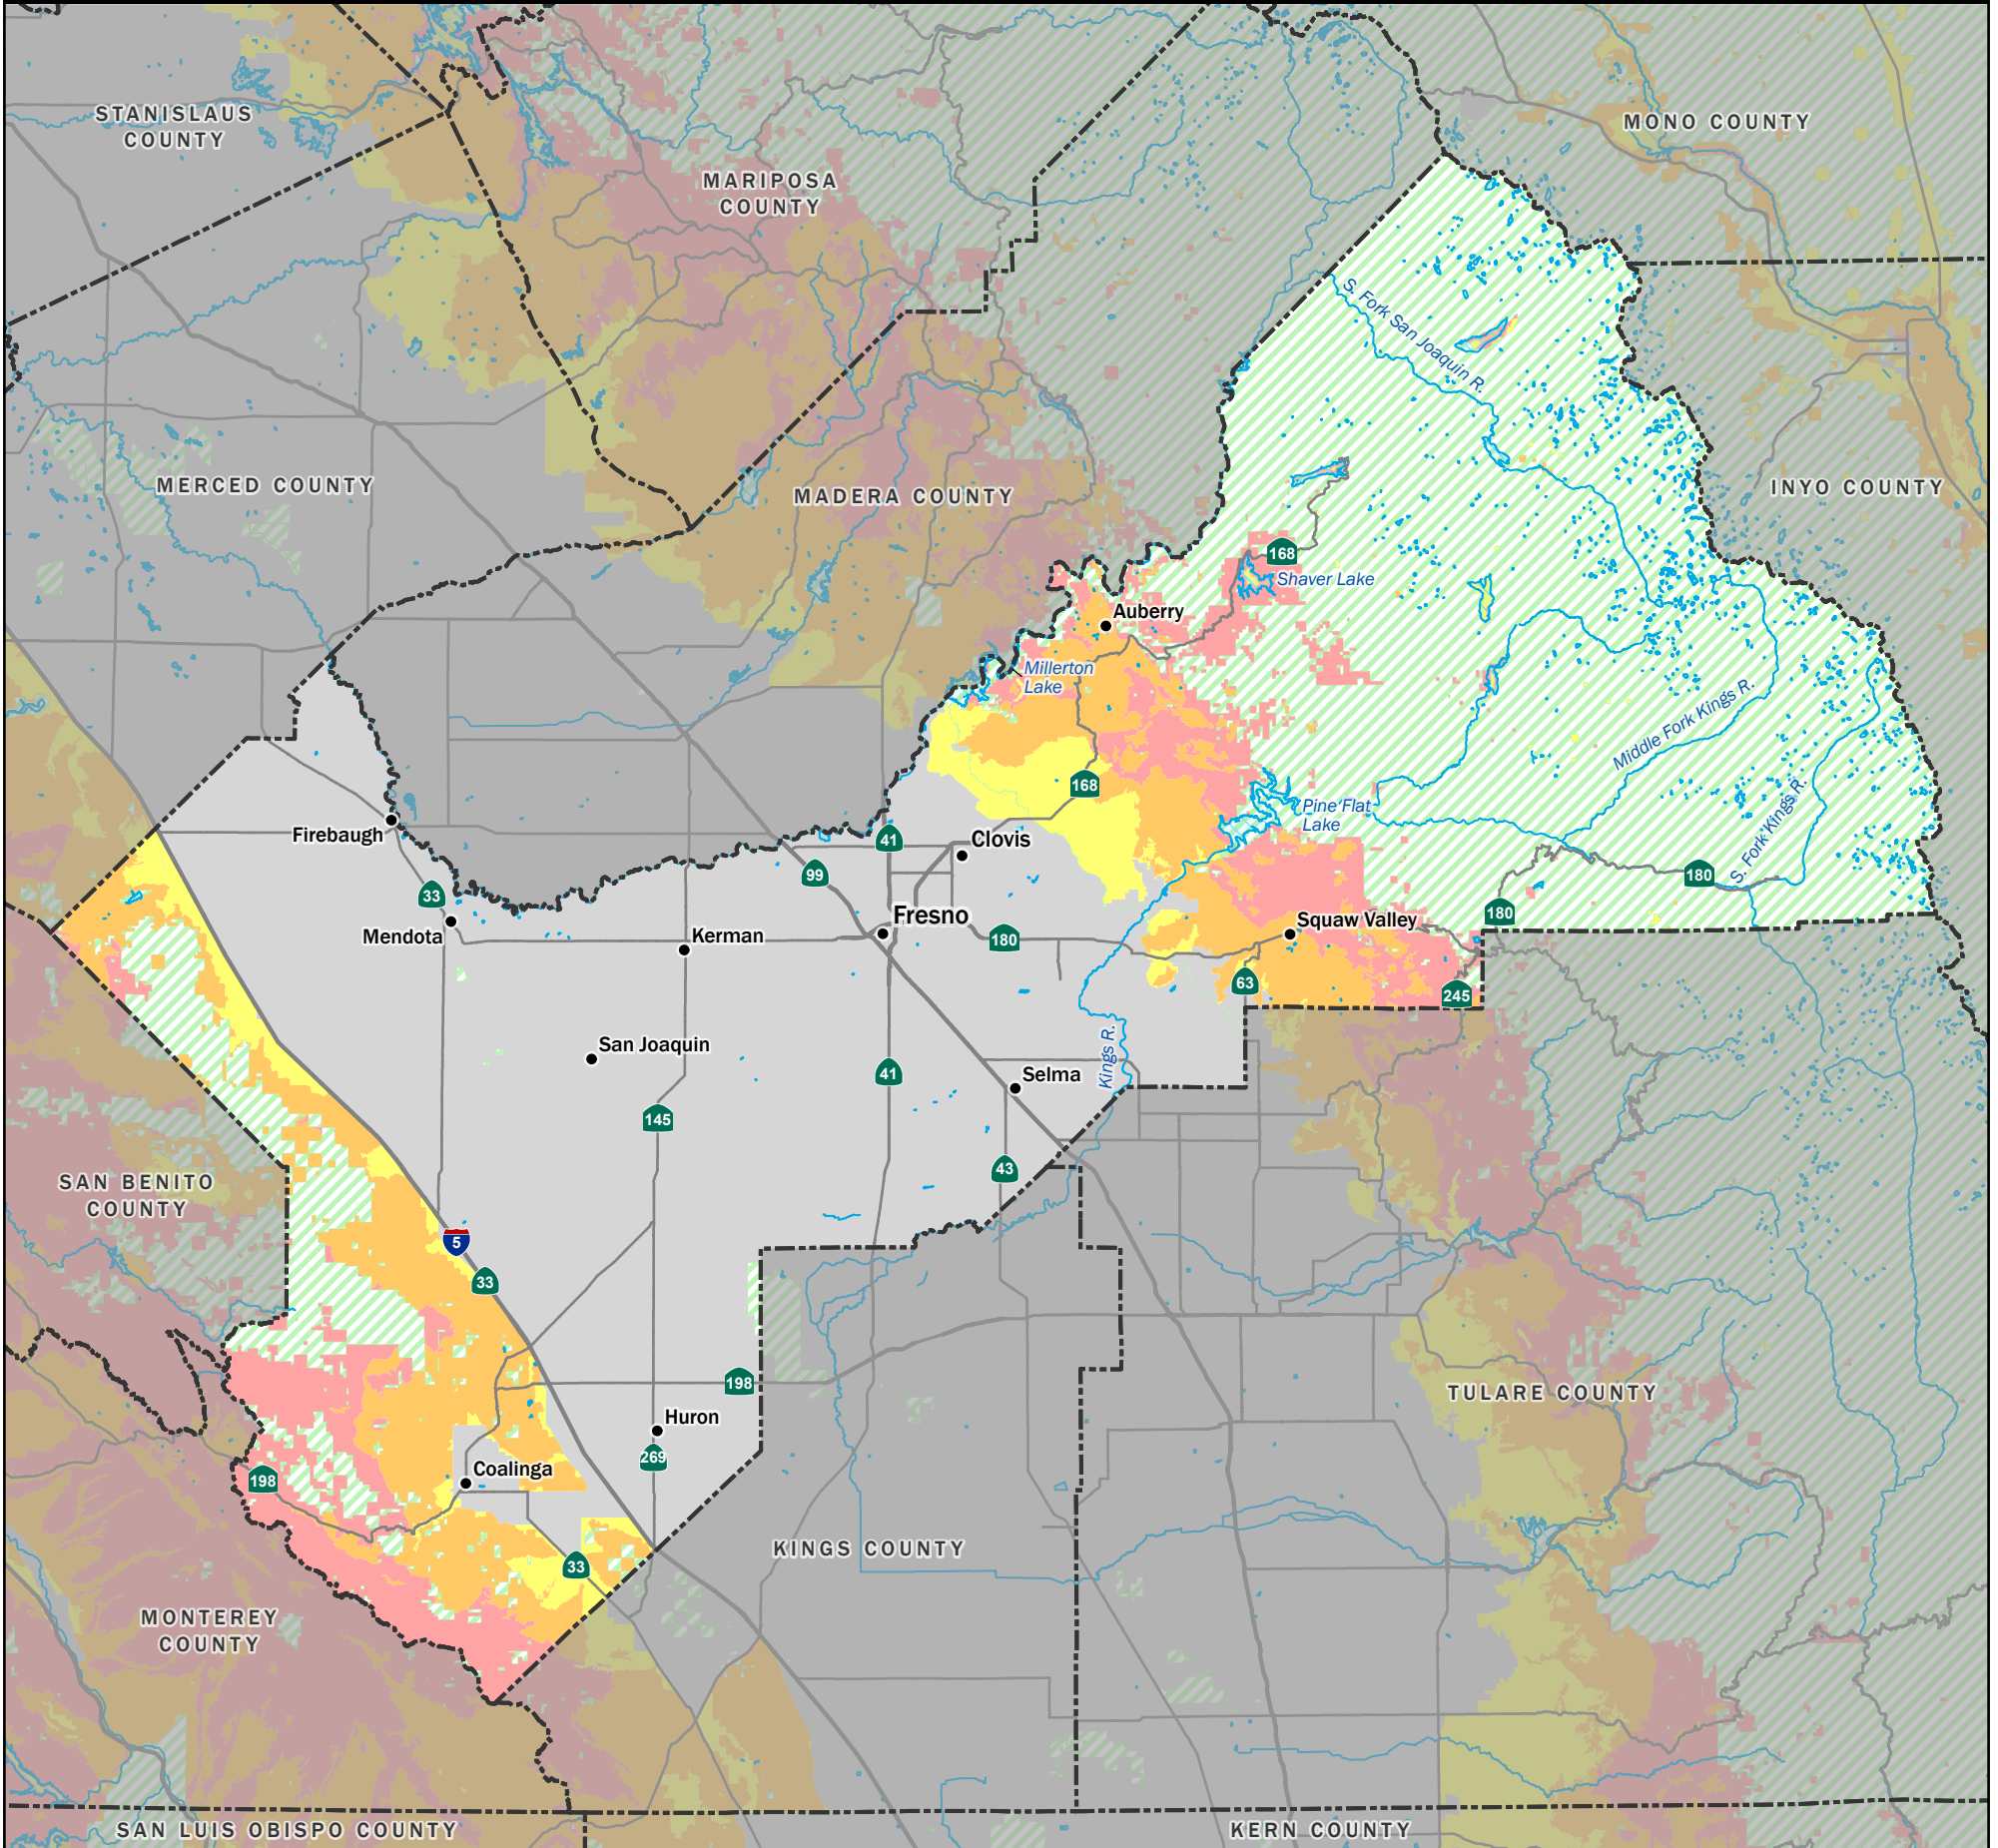 STANISLAUS
COUNTY
MONO COUNTY
MARIPOSA
COUNTY
S. Fork San Joaquin R.
MERCED COUNTY
MADERA COUNTY
INYO COUNTY
168
Shaver Lake
Auberry
Millerton
Lake
Middle Fork Kings R.
168
Pine Flat
Lake
S. Fork Kings R.
Firebaugh
41
Clovis
99
180
33
180
Fresno
Squaw Valley
Mendota
Kerman
180
63
245
San Joaquin
Kings R.
41
Selma
145
43
SAN BENITO
COUNTY
5
33
198
TULARE COUNTY
Huron
269
Coalinga
198
KINGS COUNTY
33
MONTEREY
COUNTY
SAN LUIS OBISPO COUNTY
KERN COUNTY